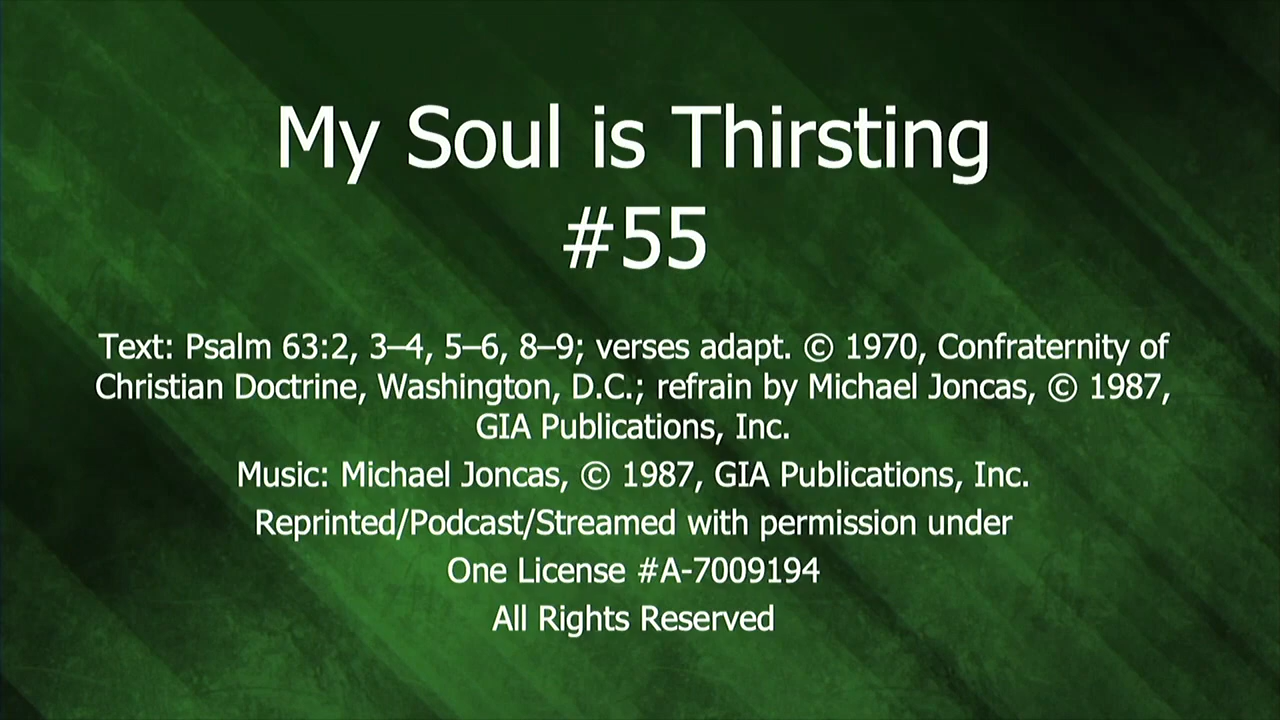 My Soul is Thirsting
#55
Text: Psalm 63:2, 3–4, 5–6, 8–9; verses adapt. © 1970, Confraternity of
Christian Doctrine, Washington, D.C.; refrain by Michael Joncas, © 1987,
GIA Publications, Inc.
Music: Michael Joncas, © 1987, GIA Publications, Inc.
Reprinted/Podcast/Streamed with permission under
One License #A-7009194
All Rights Reserved